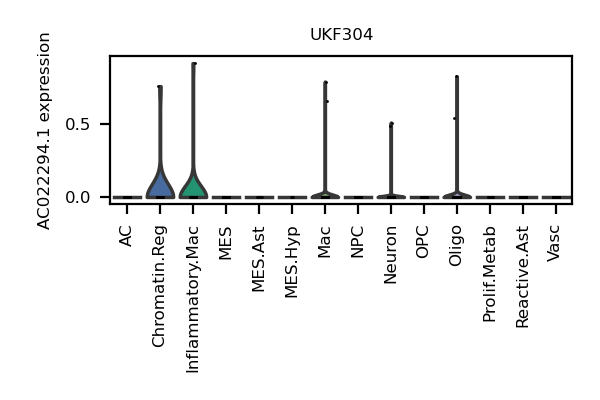 UKF304
AC022294.1 expression
0.5
0.0
AC
Chromatin.Reg
Inflammatory.Mac
MES
MES.Ast
MES.Hyp
Mac
NPC
Neuron
OPC
Oligo
Prolif.Metab
Reactive.Ast
Vasc